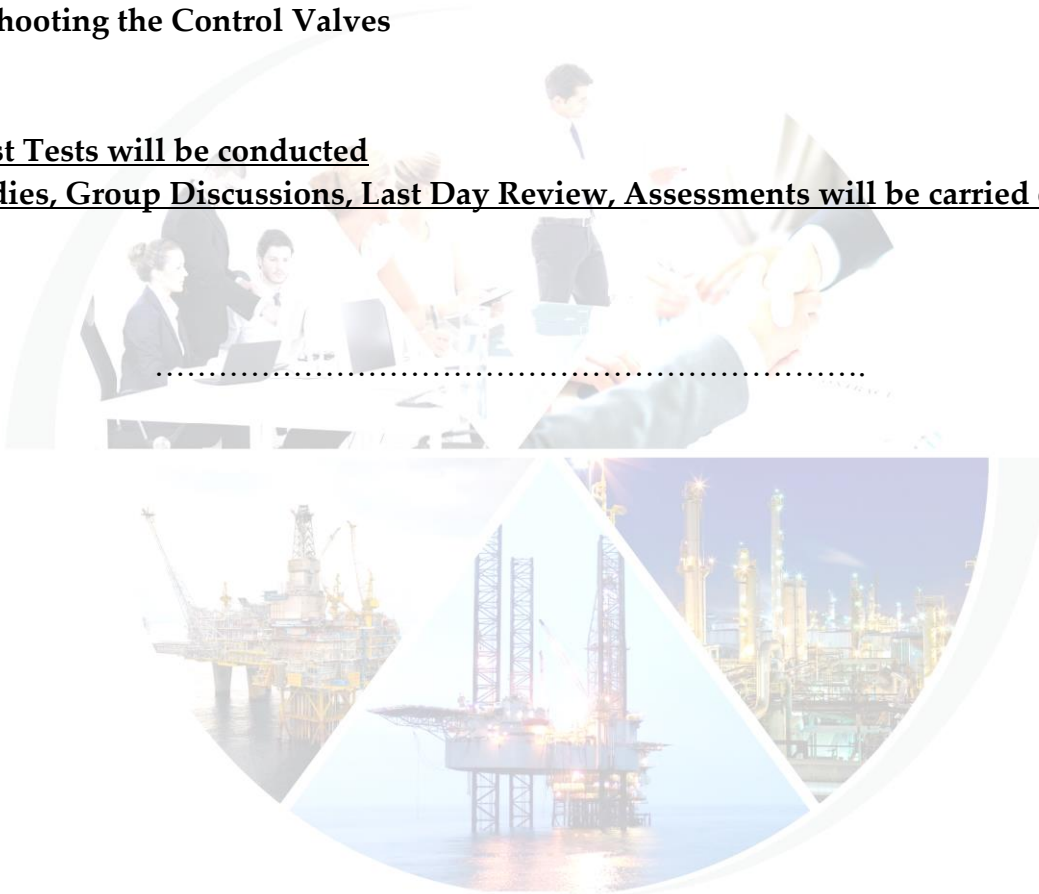 hooting the Control Valves
st Tests will be conducted
dies, Group Discussions, Last Day Review, Assessments will be carried
……………………………………………………………….
CONTRACT